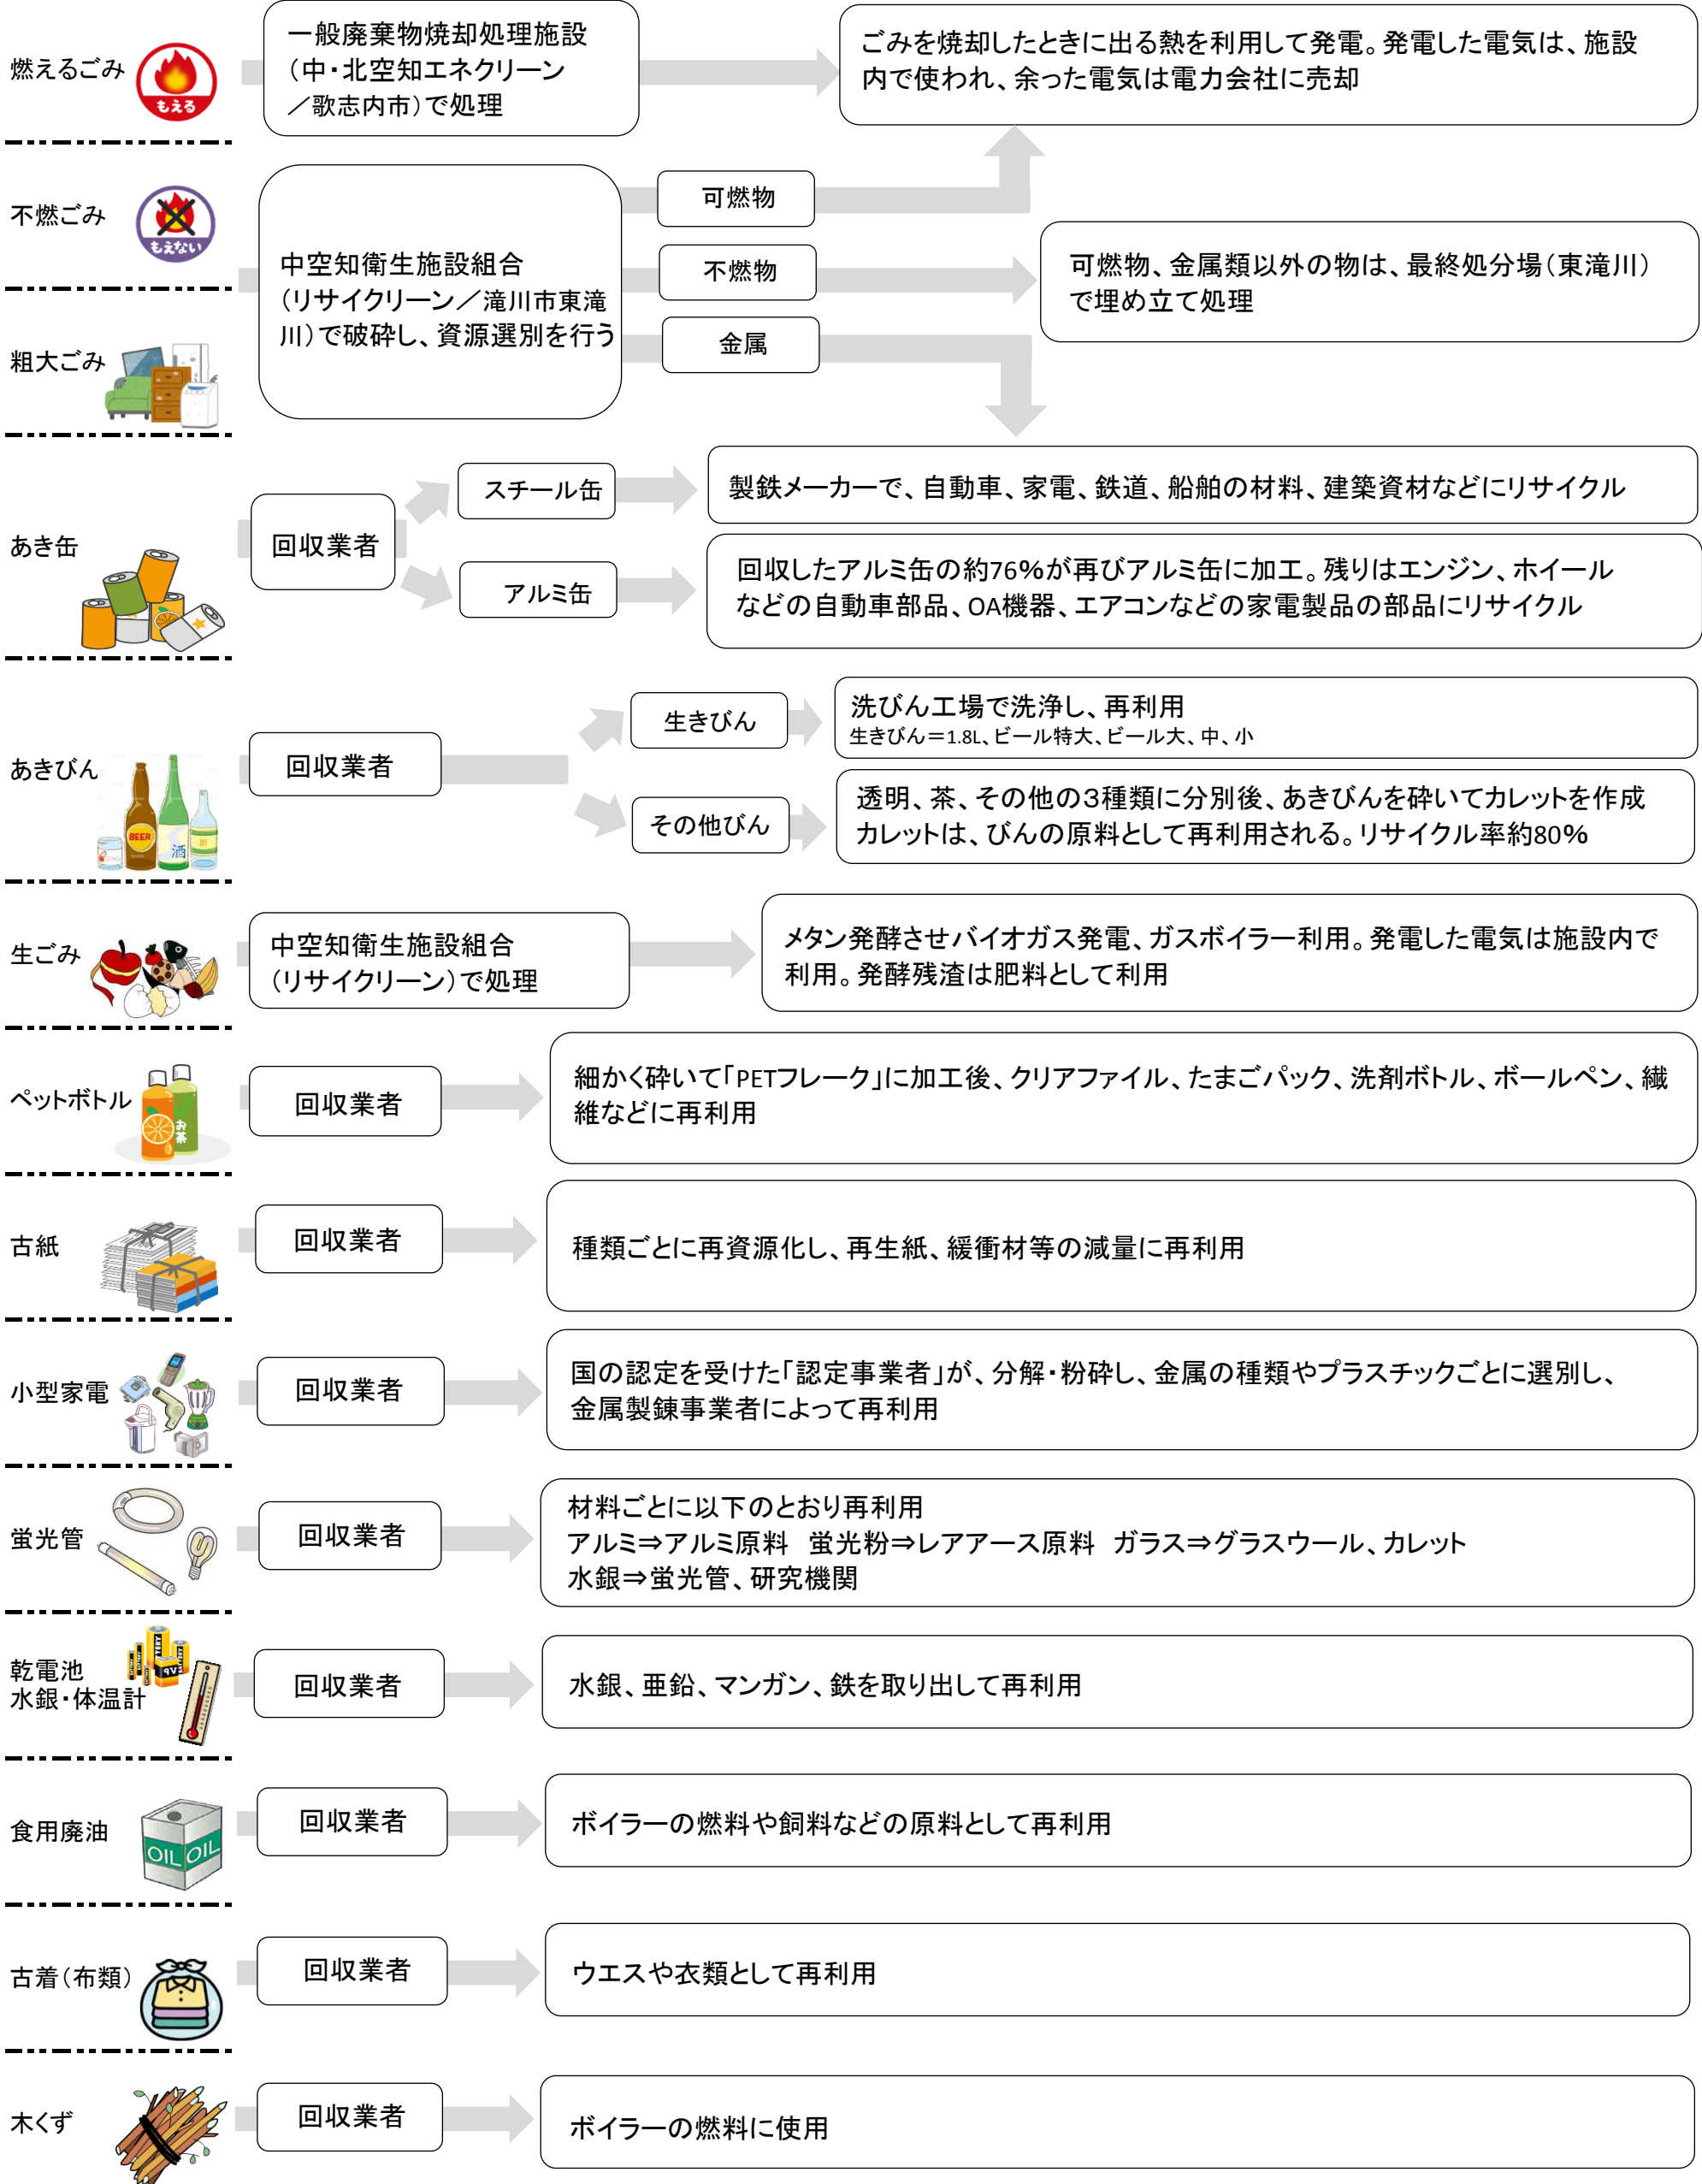 燃えるごみ
もえる
一般廃棄物焼却処理施設
（中・北空知エネクリーン
／歌志内市）で処理
ごみを焼却したときに出る熱を利用して発電。発電した電気は、施設
内で使われ、余った電気は電力会社に売却
不燃ごみ
もえない
粗大ごみ
中空知衛生施設組合
（リサイクリーン／滝川市東滝
川）で破砕し、資源選別を行う
可燃物
不燃物
金属
可燃物、金属類以外の物は、最終処分場（東滝川）
で埋め立て処理
あき缶
回収業者
スチール缶
製鉄メーカーで、自動車、家電、鉄道、船舶の材料、建築資材などにリサイクル
アルミ缶
回収したアルミ缶の約76％が再びアルミ缶に加工。残りはエンジン、ホイール
などの自動車部品、OA機器、エアコンなどの家電製品の部品にリサイクル
あきびん
BEER
酒
回収業者
生きびん
洗びん工場で洗浄し、再利用
生きびん＝1.8L、ビール特大、ビール大、中、小
その他びん
透明、茶、その他の３種類に分別後、あきびんを砕いてカレットを作成
カレットは、びんの原料として再利用される。リサイクル率約80％
生ごみ
中空知衛生施設組合
（リサイクリーン）で処理
メタン発酵させバイオガス発電、ガスボイラー利用。発電した電気は施設内で
利用。発酵残渣は肥料として利用
ペットボトル
お茶
回収業者
細かく砕いて「PETフレーク」に加工後、クリアファイル、たまごパック、洗剤ボトル、ボールペン、繊
維などに再利用
古紙
回収業者
種類ごとに再資源化し、再生紙、緩衝材等の減量に再利用
小型家電
回収業者
国の認定を受けた「認定事業者」が、分解・粉砕し、金属の種類やプラスチックごとに選別し、
金属製錬事業者によって再利用
蛍光管
回収業者
材料ごとに以下のとおり再利用
アルミ⇒アルミ原料　蛍光粉⇒レアアース原料　ガラス⇒グラスウール、カレット
水銀⇒蛍光管、研究機関
乾電池
水銀・体温計
9V
回収業者
水銀、亜鉛、マンガン、鉄を取り出して再利用
食用廃油
OIL OIL
回収業者
ボイラーの燃料や飼料などの原料として再利用
古着（布類）
回収業者
ウエスや衣類として再利用
木くず
回収業者
ボイラーの燃料に使用